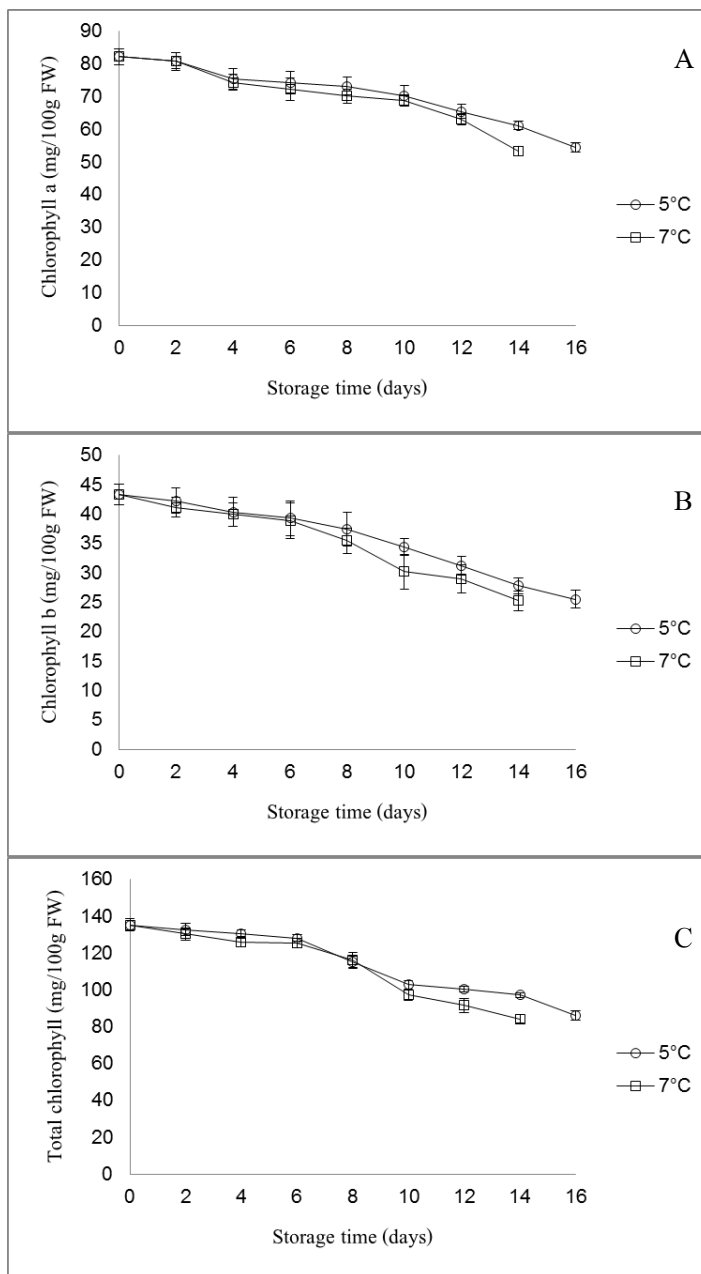 A
Chlorophyll a (mg/100g FW)
90
80
70
60
50
40
30
20
10
0
0 2 4 6 8 10 12 14 16
Storage time (days)
5°C
7°C
B
Chlorophyll b (mg/100g FW)
50
45
40
35
30
25
20
15
10
5
0
0 2 4 6 8 10 12 14 16
Storage time (days)
5°C
7°C
C
Total chlorophyll (mg/100g FW)
160
140
120
100
80
60
40
20
0
0 2 4 6 8 10 12 14 16
Storage time (days)
5°C
7°C